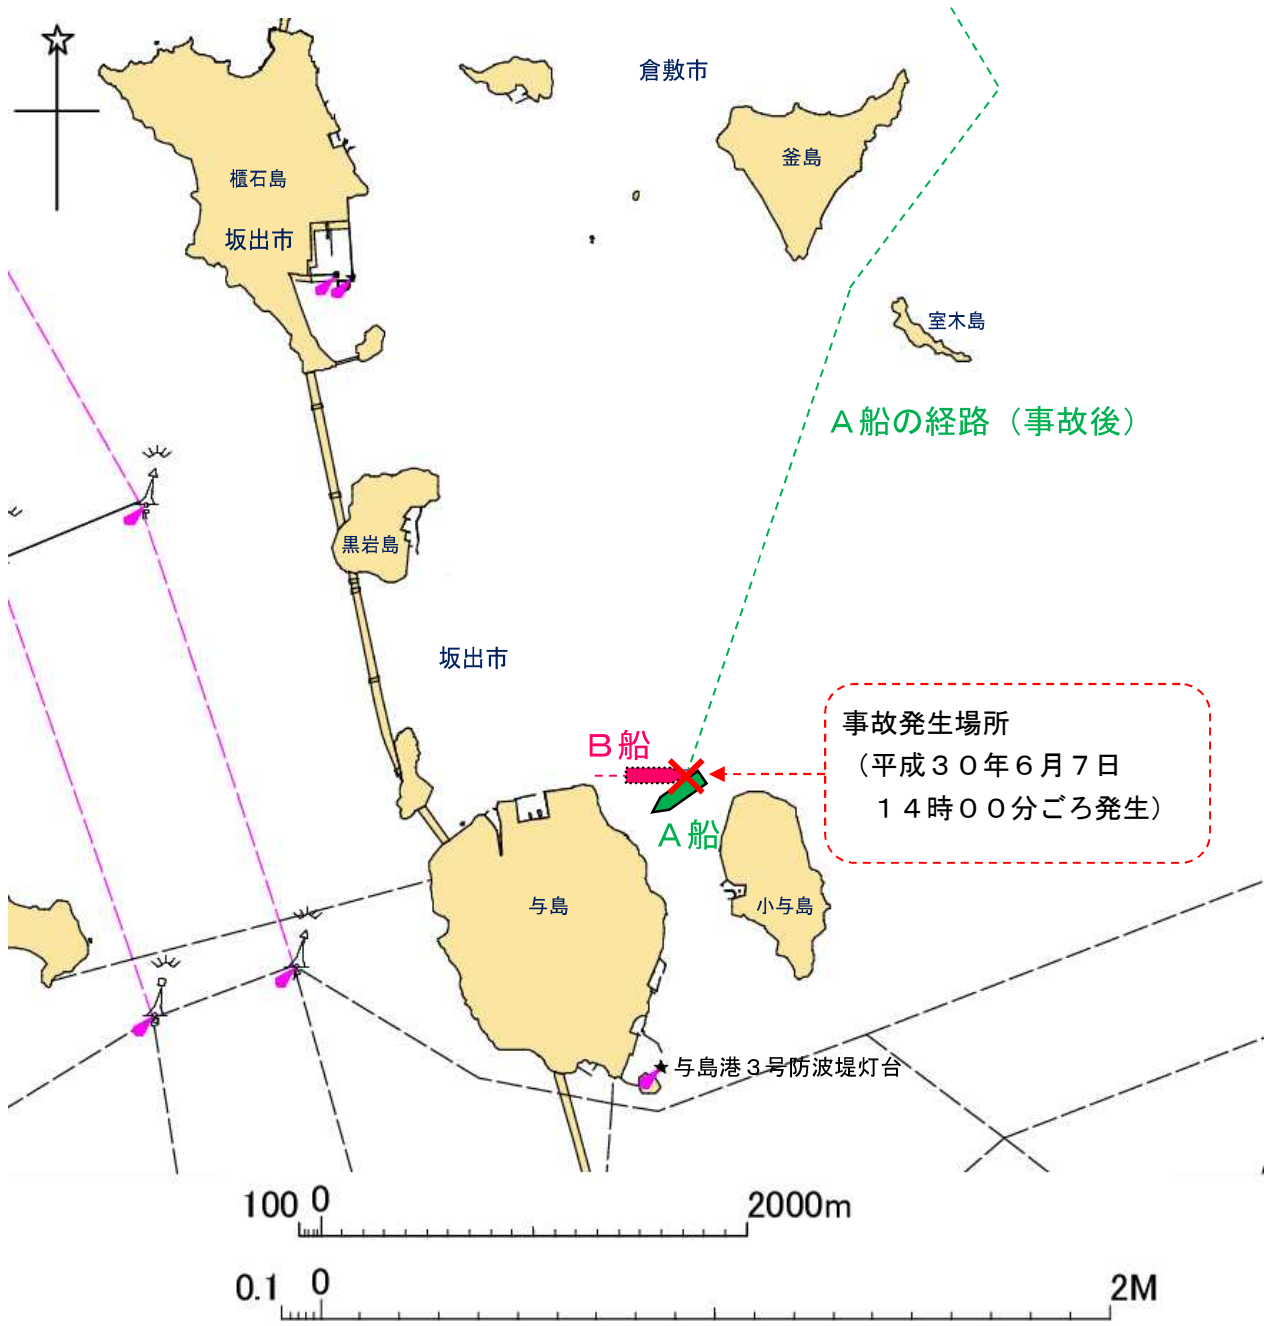 倉敷市
釜島
櫃石島
坂出市
室木島
A船の経路（事故後）
黒岩島
坂出市
事故発生場所
（平成３０年６月７日
１４時００分ごろ発生）
B船
A船
与島
小与島
与島港３号防波堤灯台
100 0 2000m
0.1 0 2M